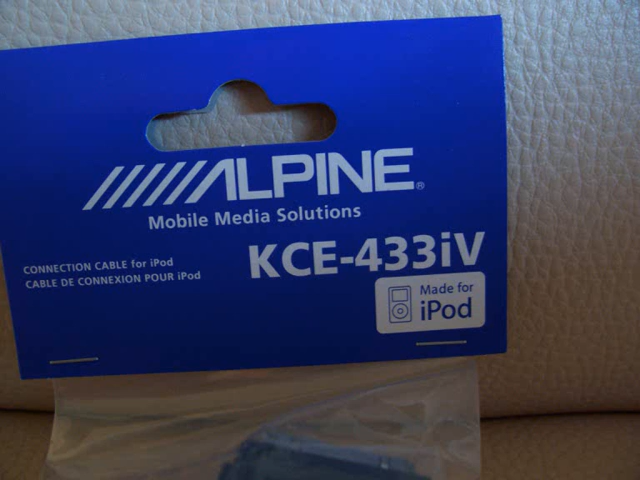 ALPINE®
Mobile Media Solutions
KCE-433iV
CONNECTION CABLE for iPod
CABLE DE CONNEXION POUR iPod
Made for
iPod